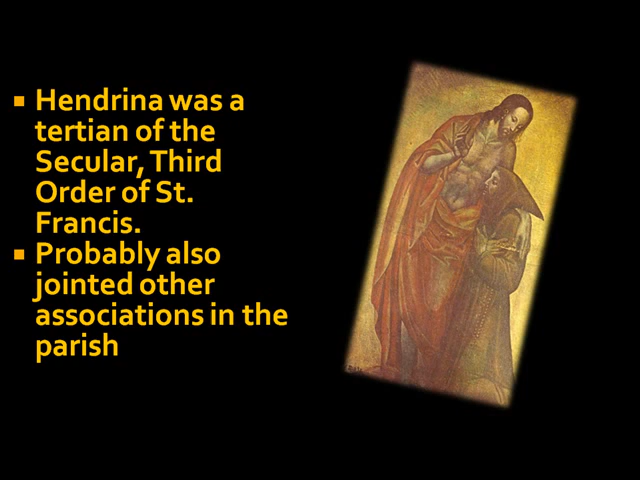 ▪ Hendrina was a
tertian of the
Secular, Third
Order of St.
Francis.
▪ Probably also
jointed other
associations in the
parish